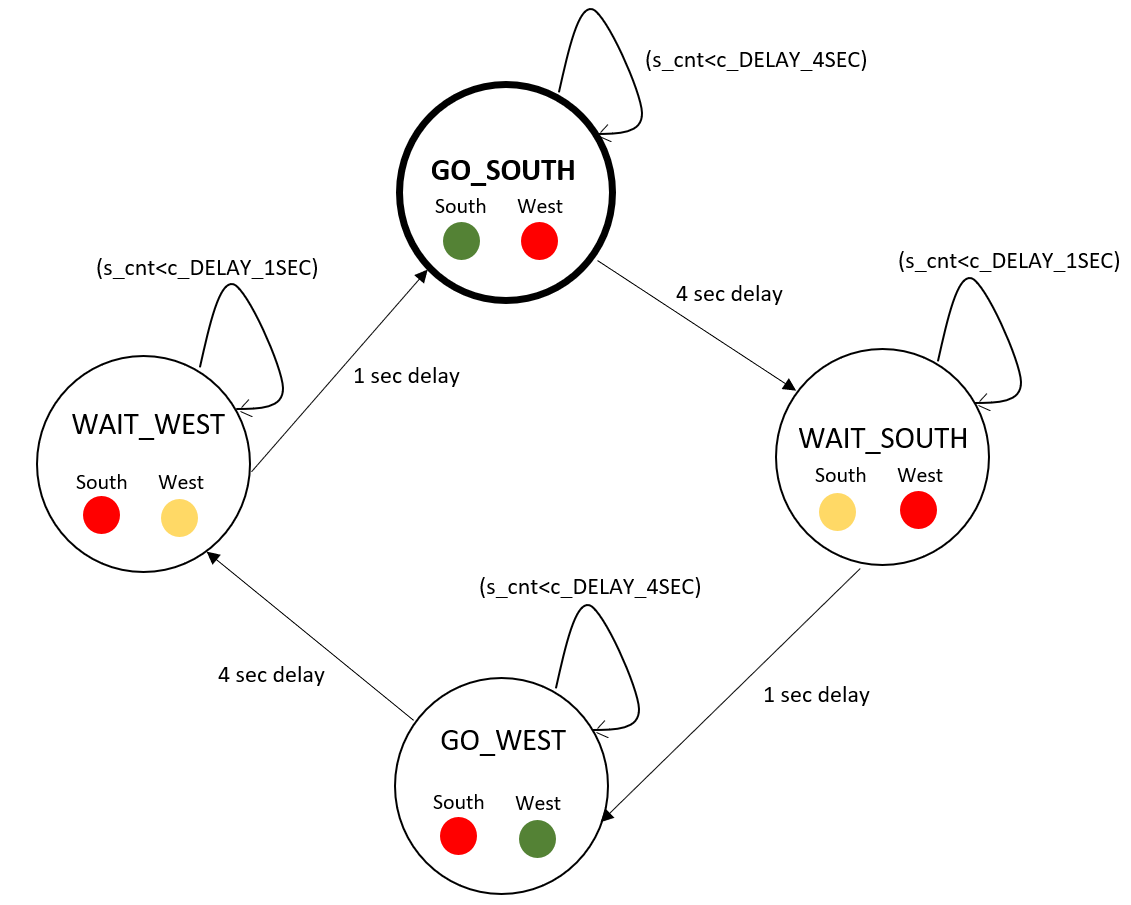 (s_cnt<c_DELAY_4SEC)
GO_SOUTH
South West
(s_cnt<c_DELAY_1SEC)
(s_cnt<c_DELAY_1SEC)
4 sec delay
1 sec delay
WAIT_WEST
South West
WAIT_SOUTH
South West
(s_cnt<c_DELAY_4SEC)
4 sec delay
1 sec delay
GO_WEST
South West